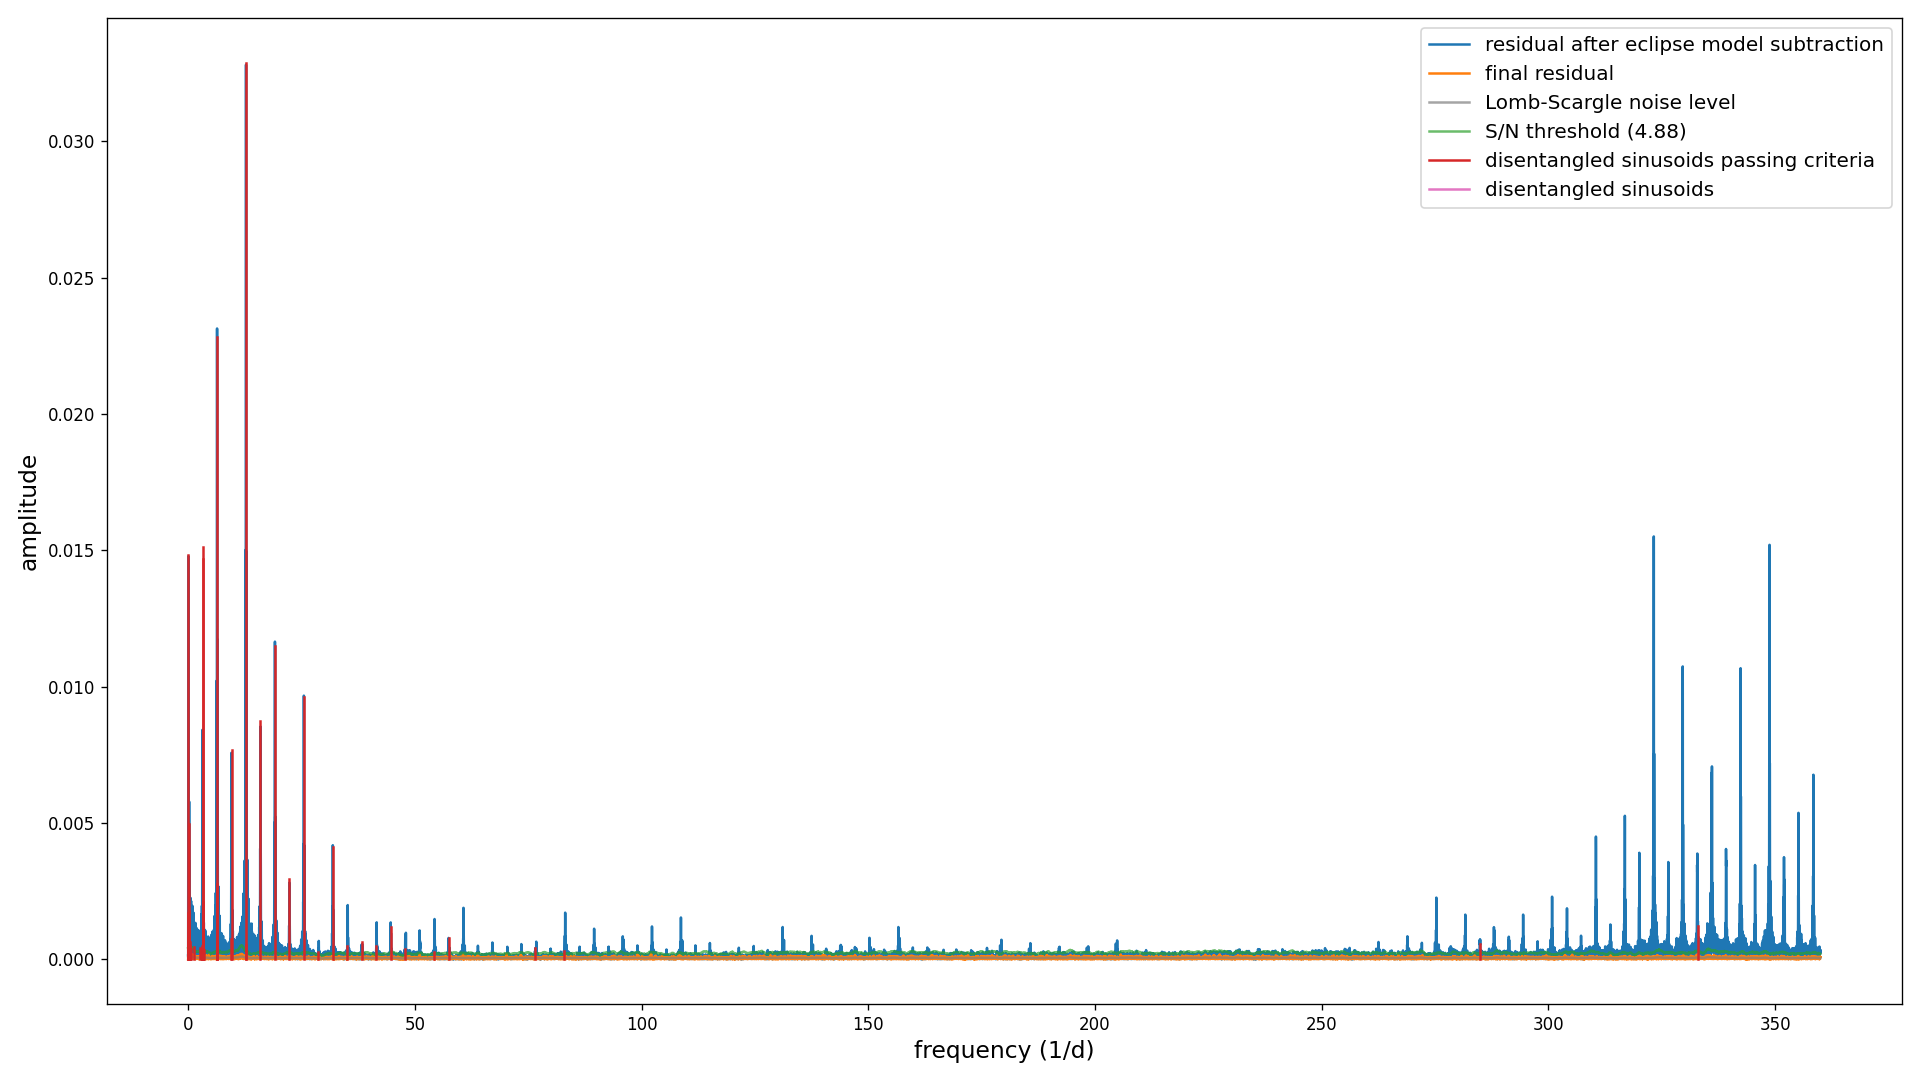 residual after eclipse model subtraction
final residual
Lomb-Scargle noise level
S/N threshold (4.88)
disentangled sinusoids passing criteria
disentangled sinusoids
amplitude
0.030
0.025
0.020
0.015
0.010
0.005
0.000
0 50 100 150 200 250 300 350
frequency (1/d)